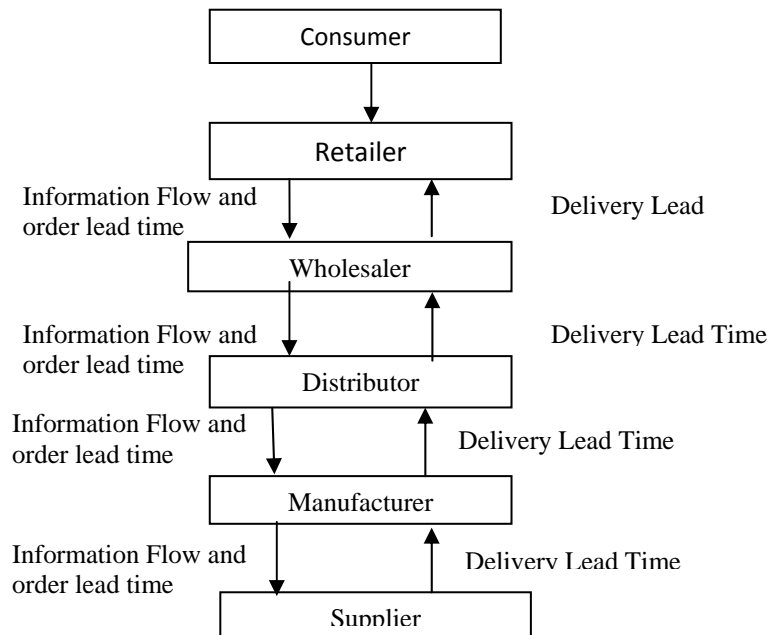 Consumer
Retailer
Information Flow and
order lead time
Delivery Lead
Wholesaler
Information Flow and
order lead time
Delivery Lead Time
Distributor
Information Flow and
order lead time
Delivery Lead Time
Manufacturer
Information Flow and
order lead time
Delivery Lead Time
Supplier